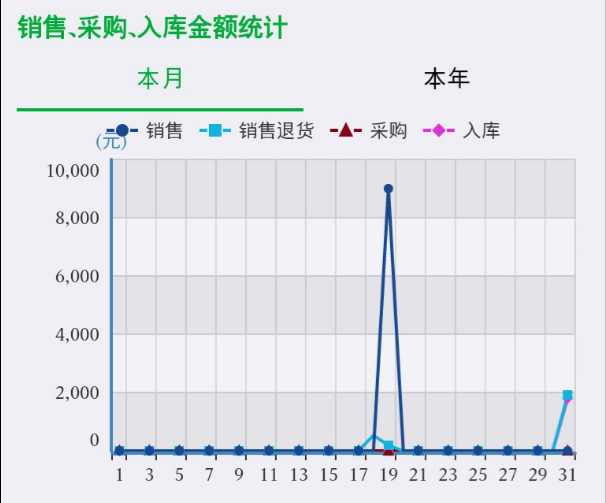 销售、采购、入库金额统计
本月 本年
销售 销售退货 采购 入库
(元)
10,000
8,000
6,000
4,000
2,000
0
1 3 5 7 9 11 13 15 17 19 21 23 25 27 29 31